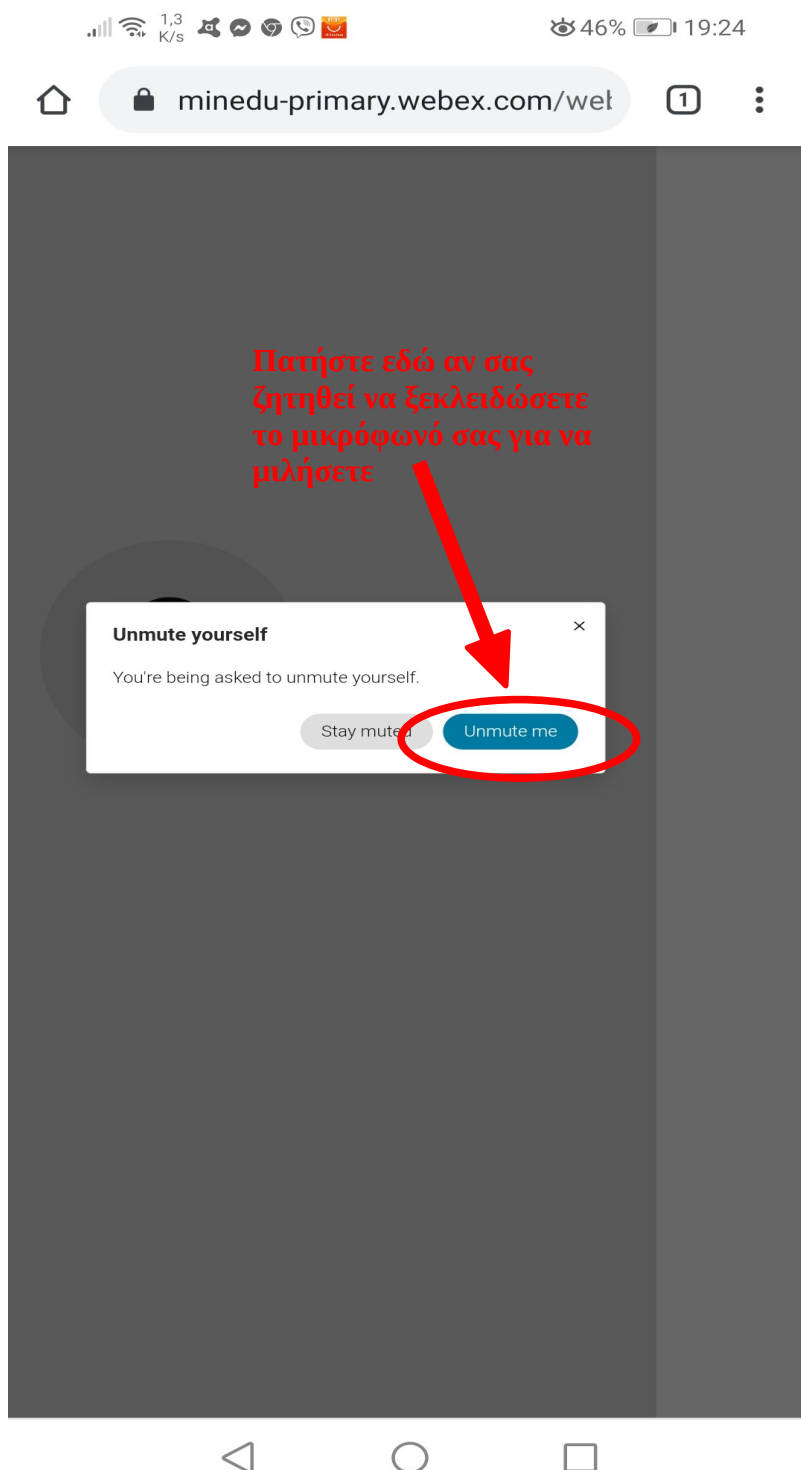 1,3
K/s
46% 19:24
minedu-primary.webex.com/wel
1
Πατήστε εδώ αν σας
ζητηθεί να ξεκλειδώσετε
το μικρόφωνό σας για να
μιλήσετε
Unmute yourself
You're being asked to unmute yourself.
Stay muted Unmute me